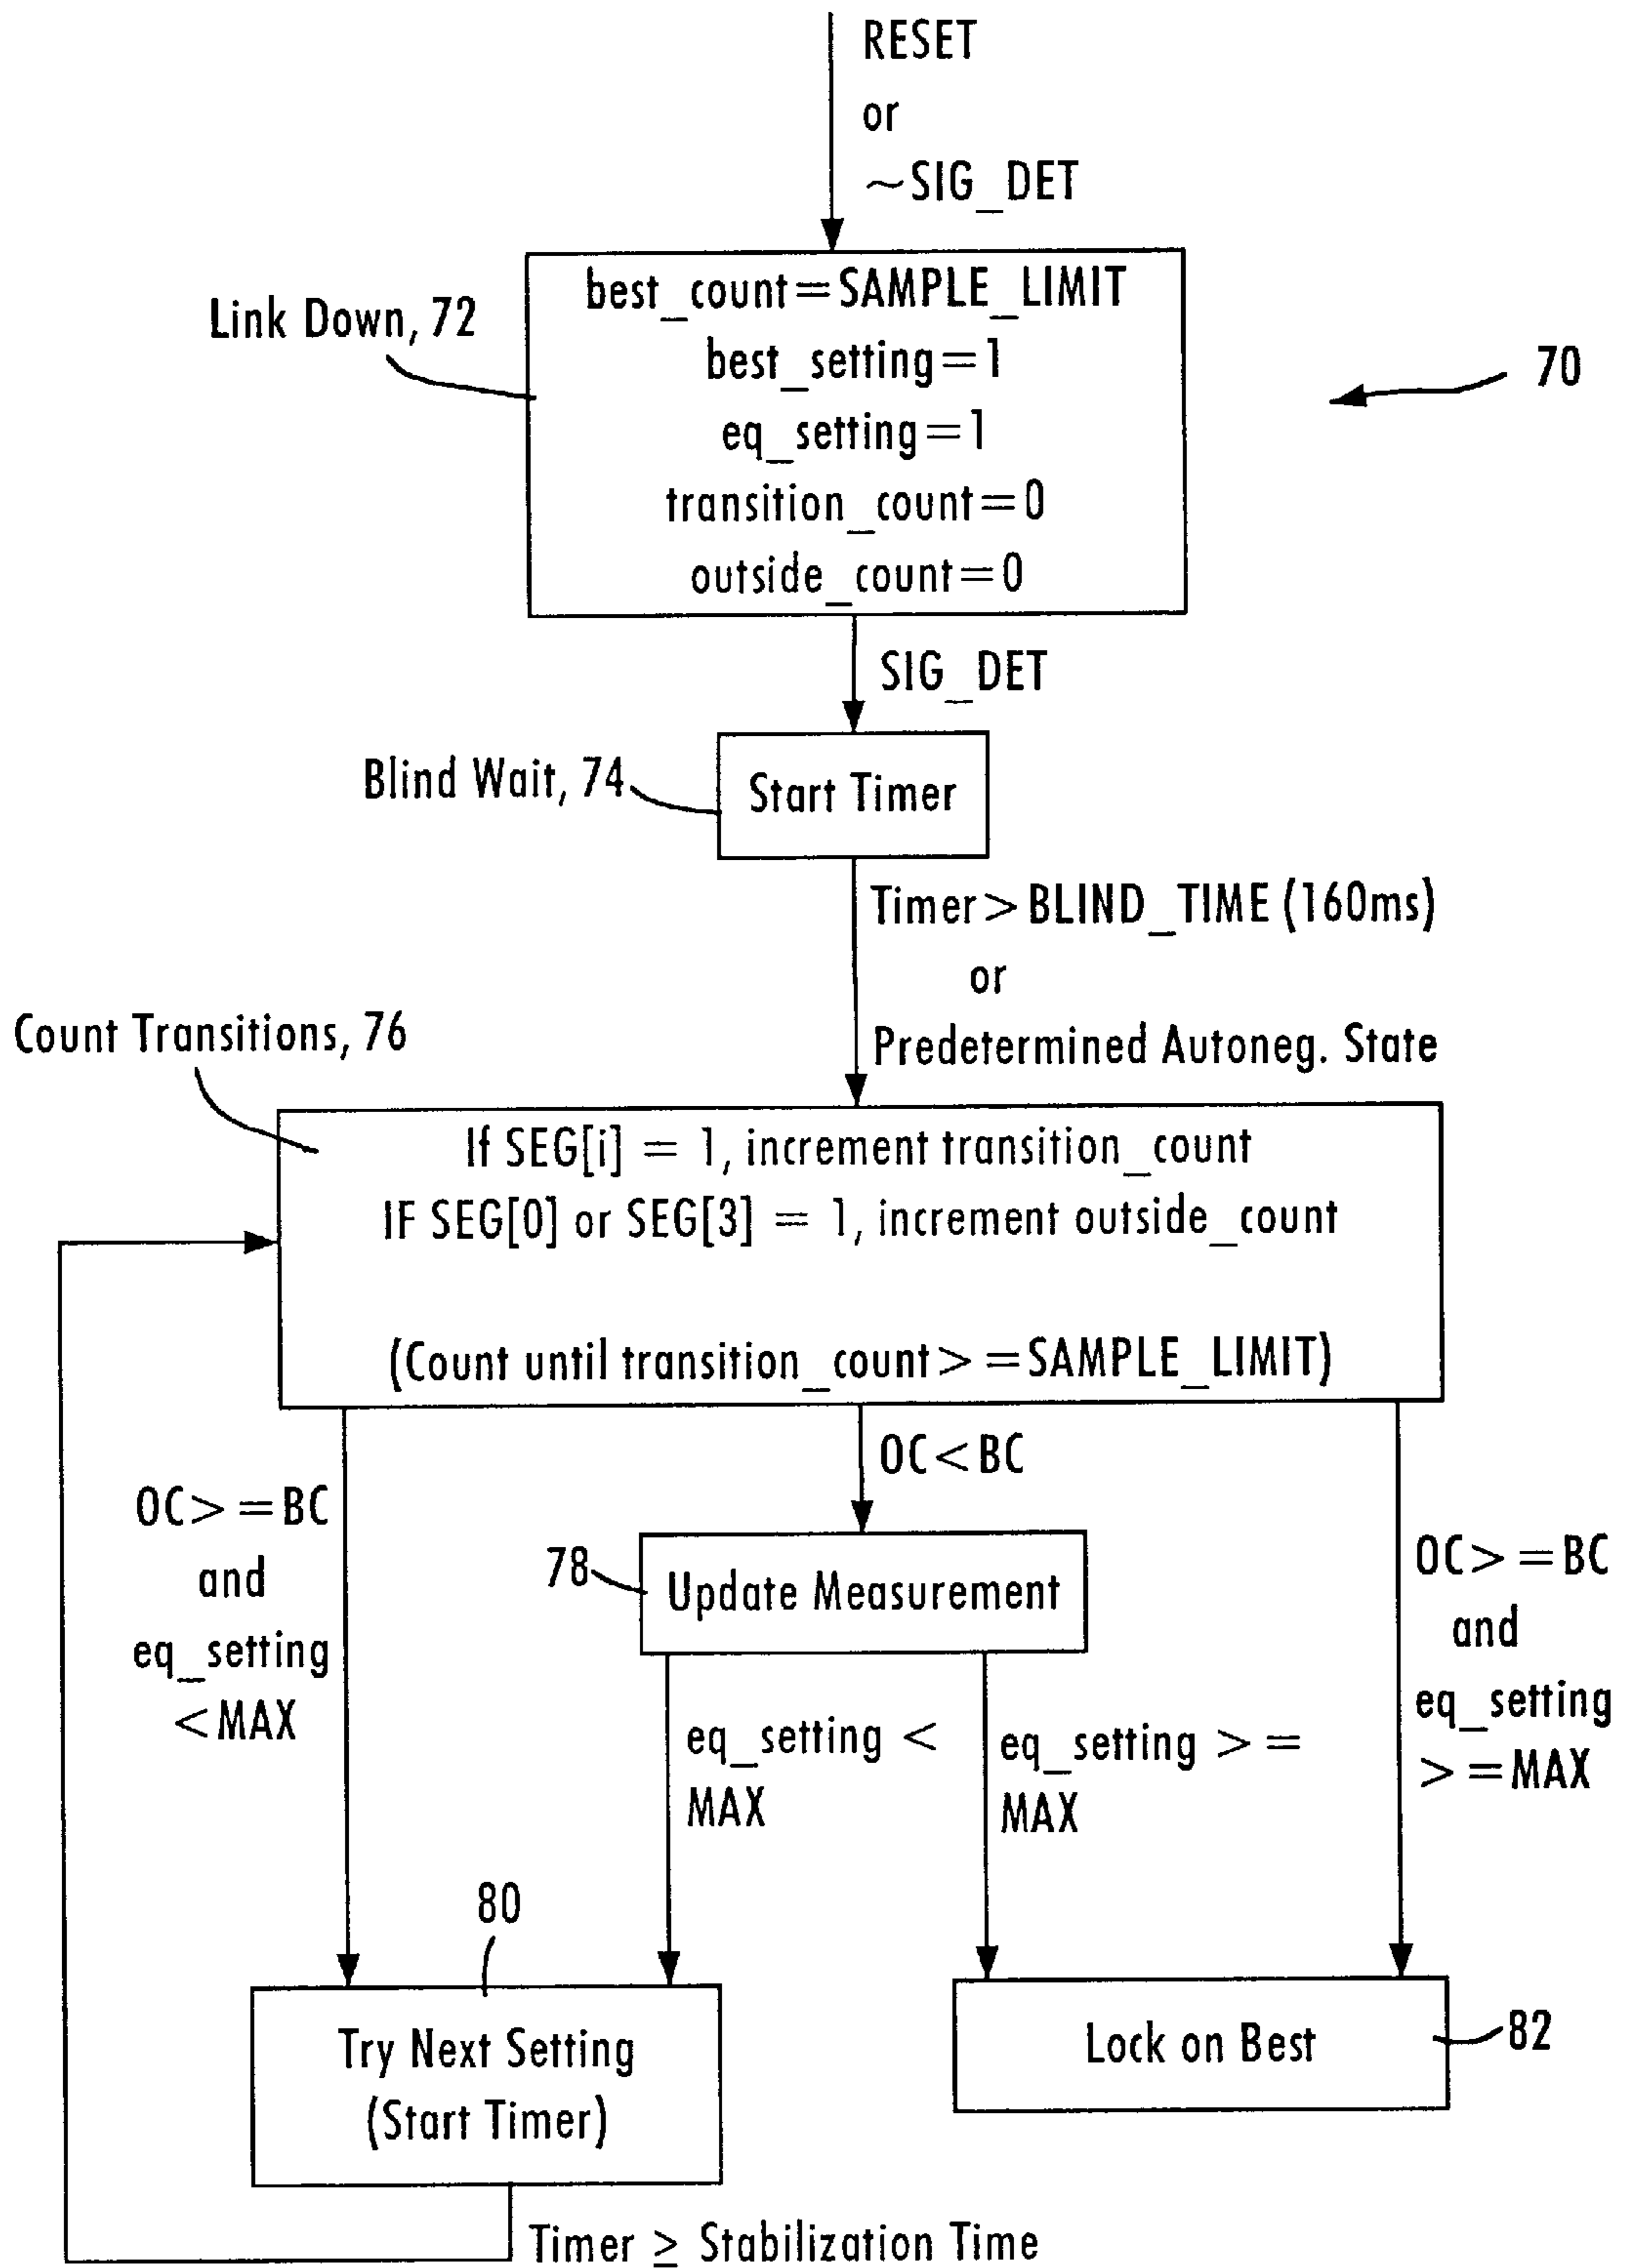 RESET
or
~SIG_DET
best_count=SAMPLE_LIMIT
best_setting=1
eq_setting=1
transition_count=0
outside_count=0
Link Down, 72
70
SIG_DET
Blind Wait, 74
Start Timer
Timer>BLIND_TIME (160ms)
or
Predetermined Autoneg. State
Count Transitions, 76
If SEG[i] = 1, increment transition_count
IF SEG[0] or SEG[3] = 1, increment outside_count
(Count until transition_count>=SAMPLE_LIMIT)
OC>=BC
and
eq_setting
<MAX
OC<BC
78
Update Measurement
OC>=BC
and
eq_setting
>=MAX
eq_setting <
MAX
eq_setting >=
MAX
80
Try Next Setting
(Start Timer)
Lock on Best
82
Timer ≥ Stabilization Time